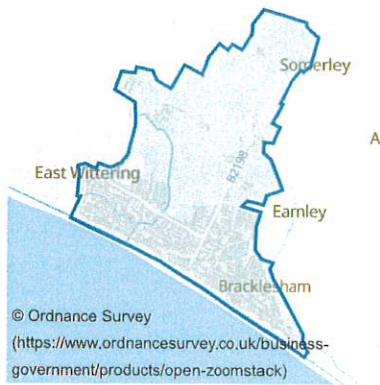 Somerley
A
East Wittering
B2198
Earnley
Bracklesham
© Ordnance Survey
(https://www.ordnancesurvey.co.uk/business-
government/products/open-zoomstack)